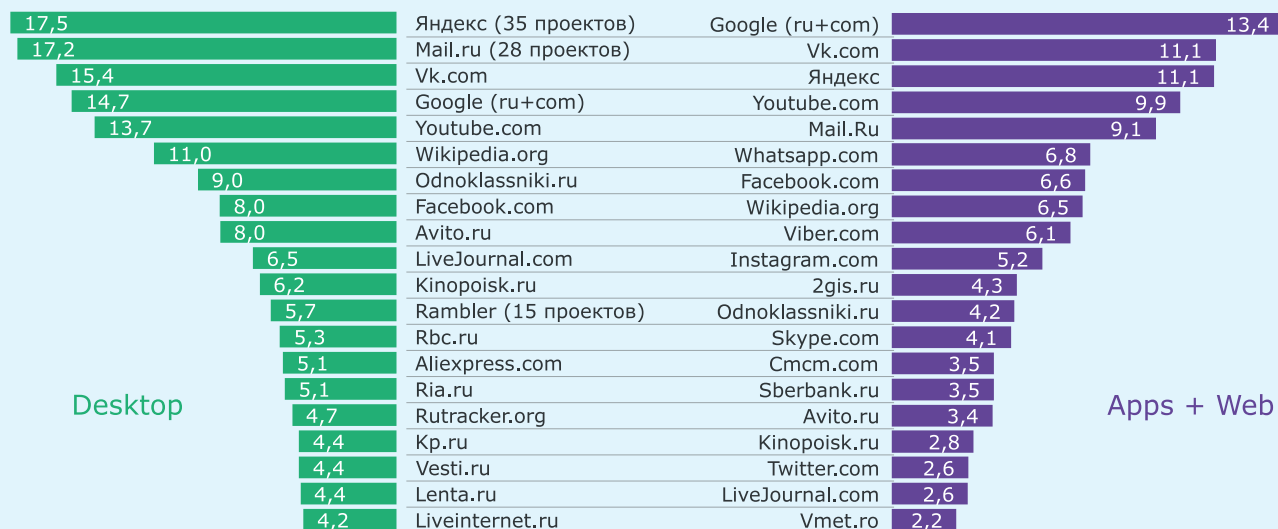 17,5 Яндекс (35 проектов) Google (ru+com) 13,4
17,2 Mail.ru (28 проектов) Vk.com 11,1
15,4 Vk.com Яндекс 11,1
14,7 Google (ru+com) Youtube.com 9,9
13,7 Youtube.com Mail.Ru 9,1
11,0 Wikipedia.org Whatsapp.com 6,8
9,0 Odnoklassniki.ru Facebook.com 6,6
8,0 Facebook.com Wikipedia.org 6,5
8,0 Avito.ru Viber.com 6,1
6,5 LiveJournal.com Instagram.com 5,2
6,2 Kinopoisk.ru 2gis.ru 4,3
5,7 Rambler (15 проектов) Odnoklassniki.ru 4,2
5,3 Rbc.ru Skype.com 4,1
5,1 Aliexpress.com Cmcm.com 3,5
5,1 Ria.ru Sberbank.ru 3,5
Desktop Apps + Web
4,7 Rutracker.org Avito.ru 3,4
4,4 Kp.ru Kinopoisk.ru 2,8
4,4 Vesti.ru Twitter.com 2,6
4,4 Lenta.ru LiveJournal.com 2,6
4,2 Liveinternet.ru Vmet.ro 2,2